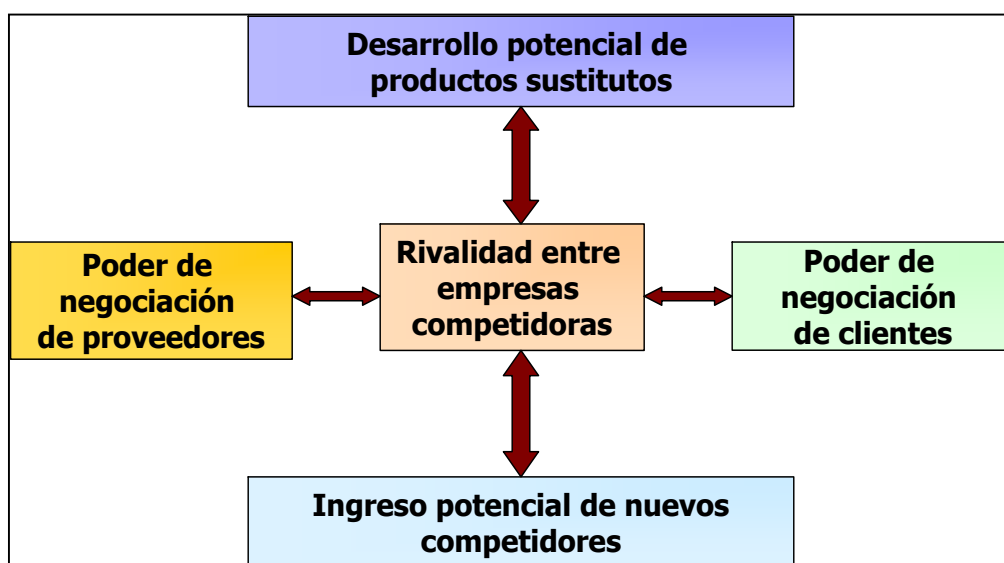 Desarrollo potencial de
productos sustitutos
Poder de
negociación
de proveedores
Rivalidad entre
empresas
competidoras
Poder de
negociación
de clientes
Ingreso potencial de nuevos
competidores